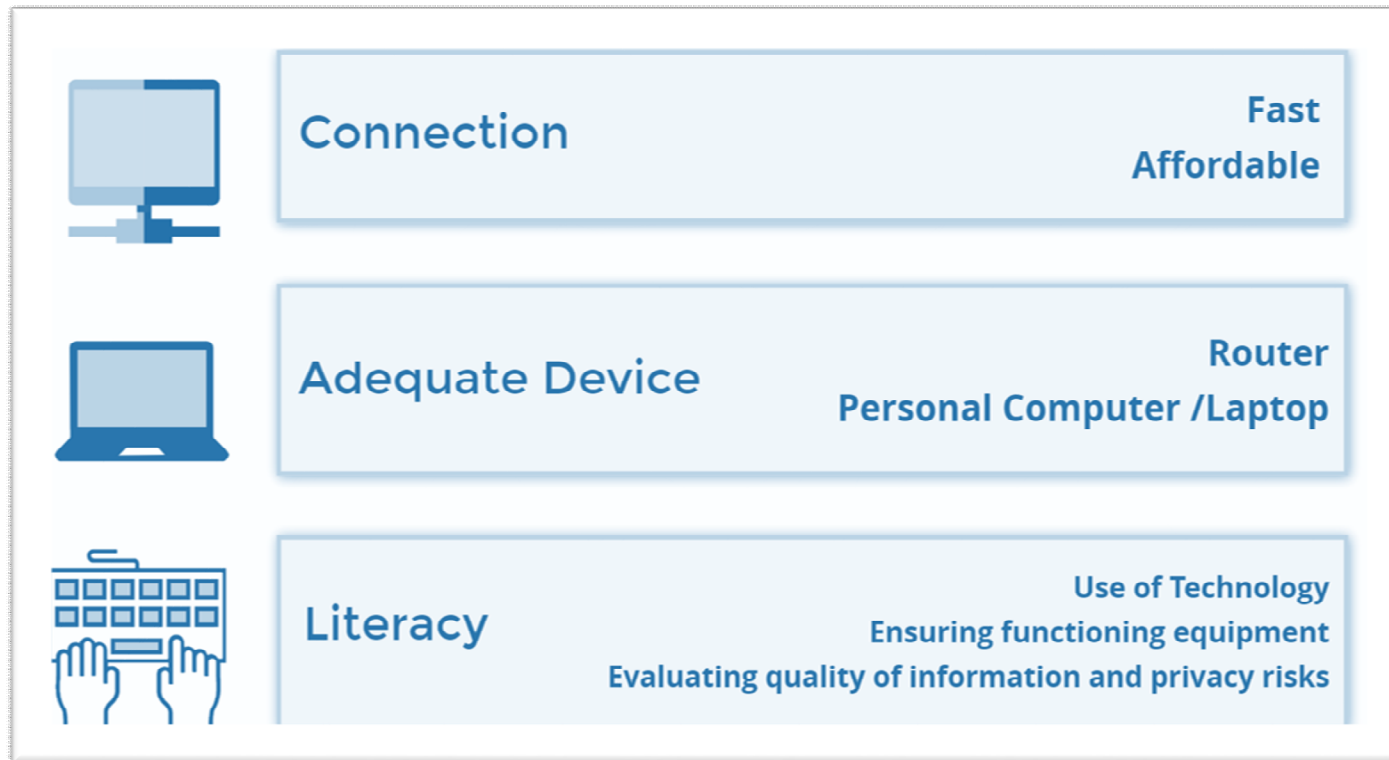 Connection
Fast
Affordable
Adequate Device
Router
Personal Computer /Laptop
Literacy
Use of Technology
Ensuring functioning equipment
Evaluating quality of information and privacy risks